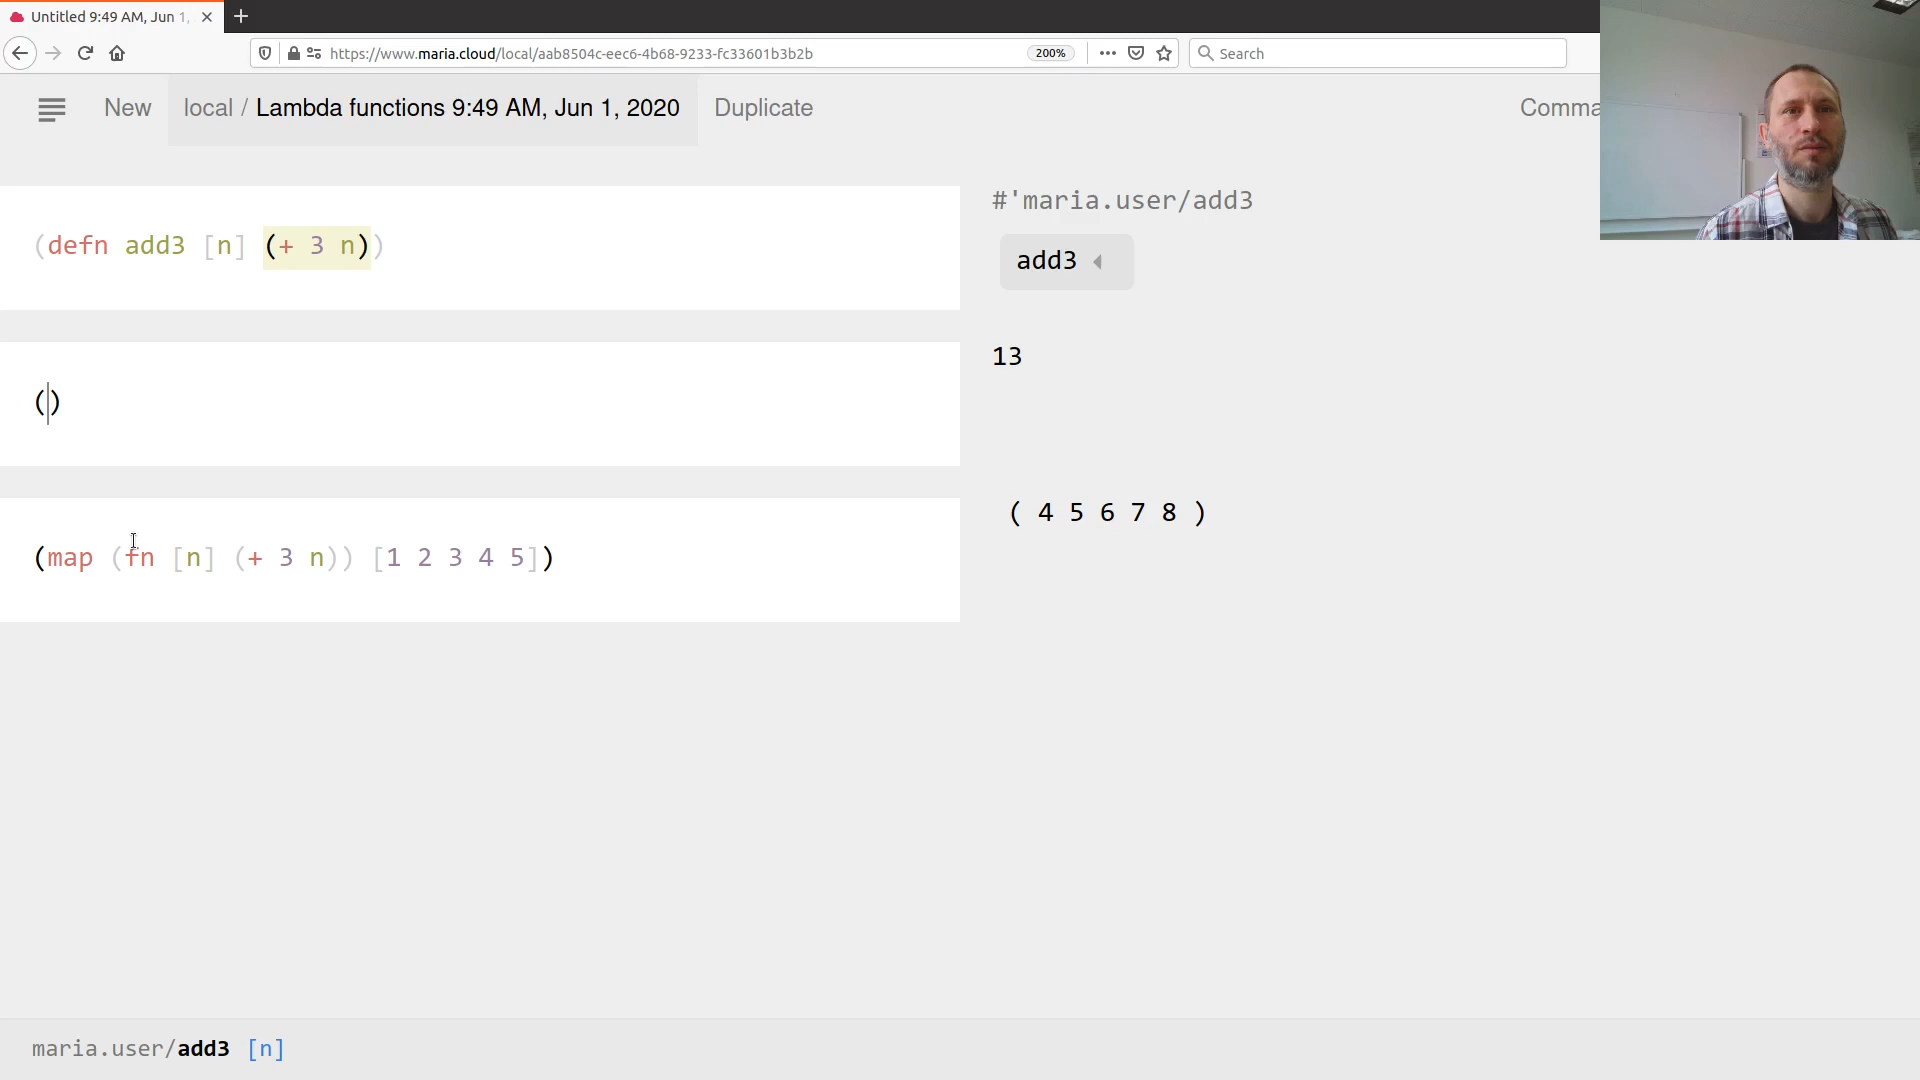 Untitled 9:49 AM, Jun 1,
https://www.maria.cloud/local/aab8504c-eec6-4b68-9233-fc33601b3b2b
200%
Search
New
local / Lambda functions 9:49 AM, Jun 1, 2020
Duplicate
Comma
(defn add3 [n] (+ 3 n))
#'maria.user/add3
add3
()
13
(map (fn [n] (+ 3 n)) [1 2 3 4 5])
( 4 5 6 7 8 )
maria.user/add3 [n]